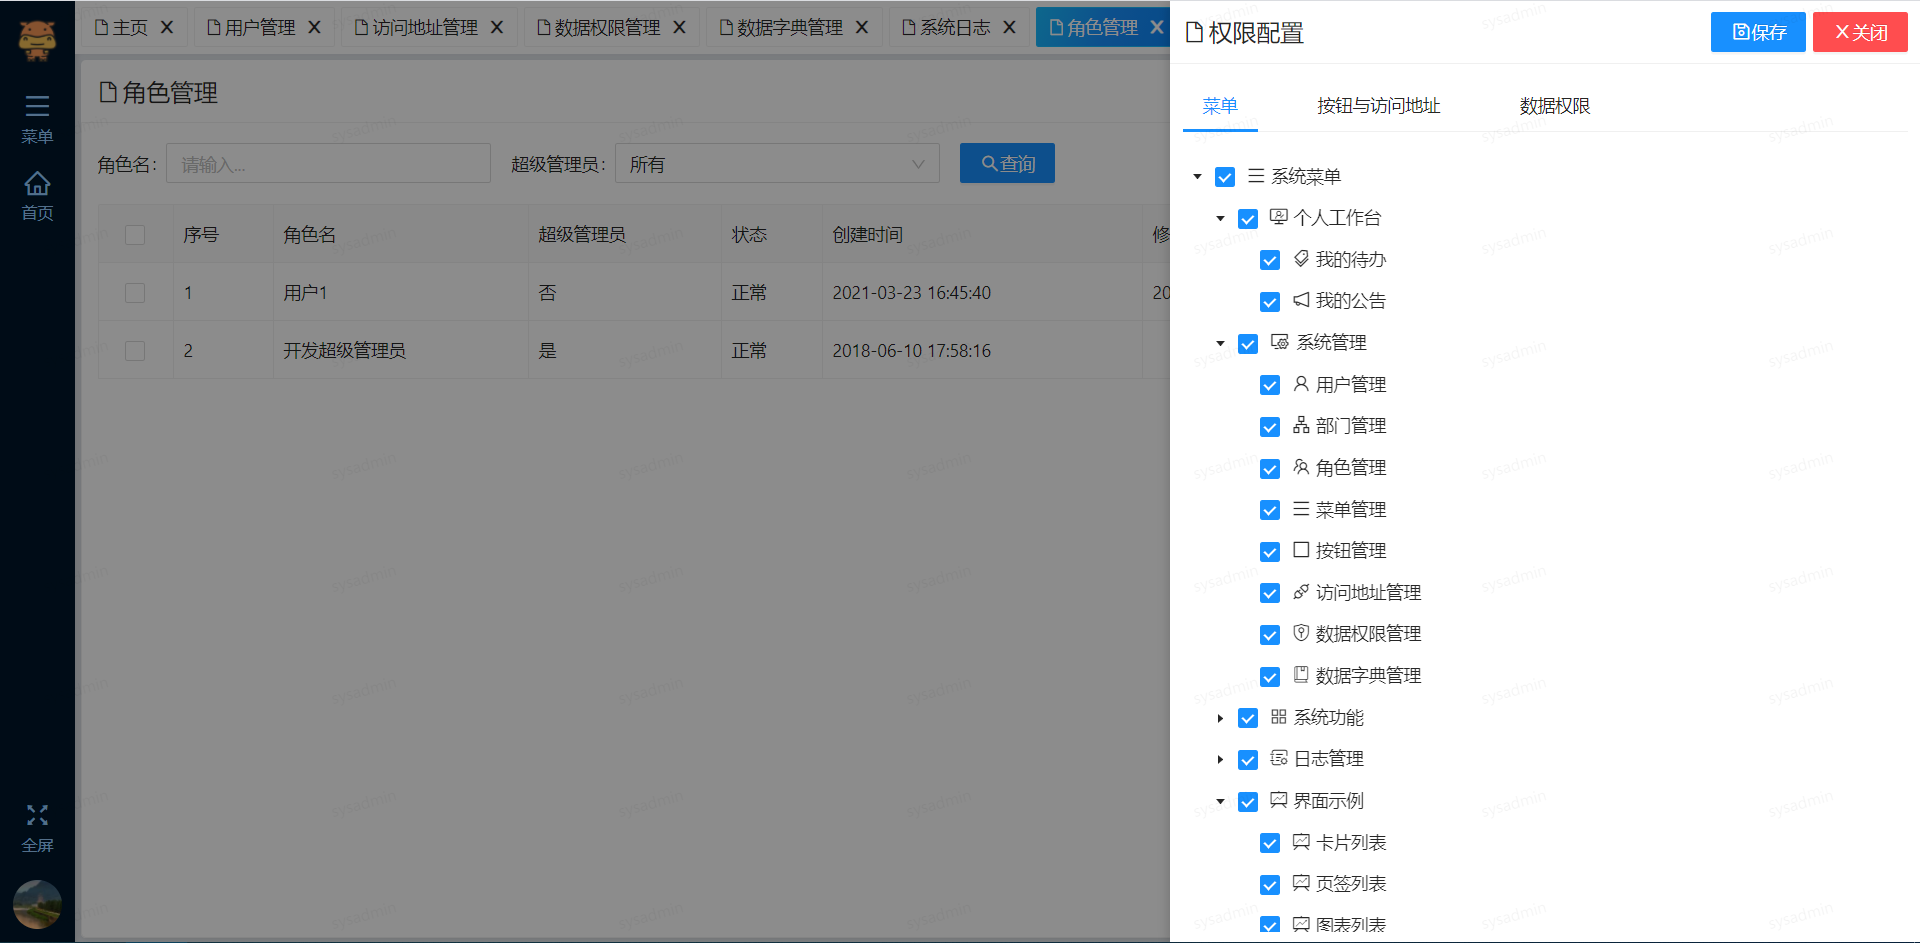 菜单
首页
全屏
主页 用户管理 访问地址管理 数据权限管理 数据字典管理 系统日志 角色管理
角色管理
角色名: 请输入... 超级管理员: 所有 查询
序号 角色名 超级管理员 状态 创建时间 修
1 用户1 否 正常 2021-03-23 16:45:40 20
2 开发超级管理员 是 正常 2018-06-10 17:58:16
权限配置 保存 X关闭
菜单 按钮与访问地址 数据权限
系统菜单
个人工作台
我的待办
我的公告
系统管理
用户管理
部门管理
角色管理
菜单管理
按钮管理
访问地址管理
数据权限管理
数据字典管理
系统功能
日志管理
界面示例
卡片列表
页签列表
图表列表
sysadmin